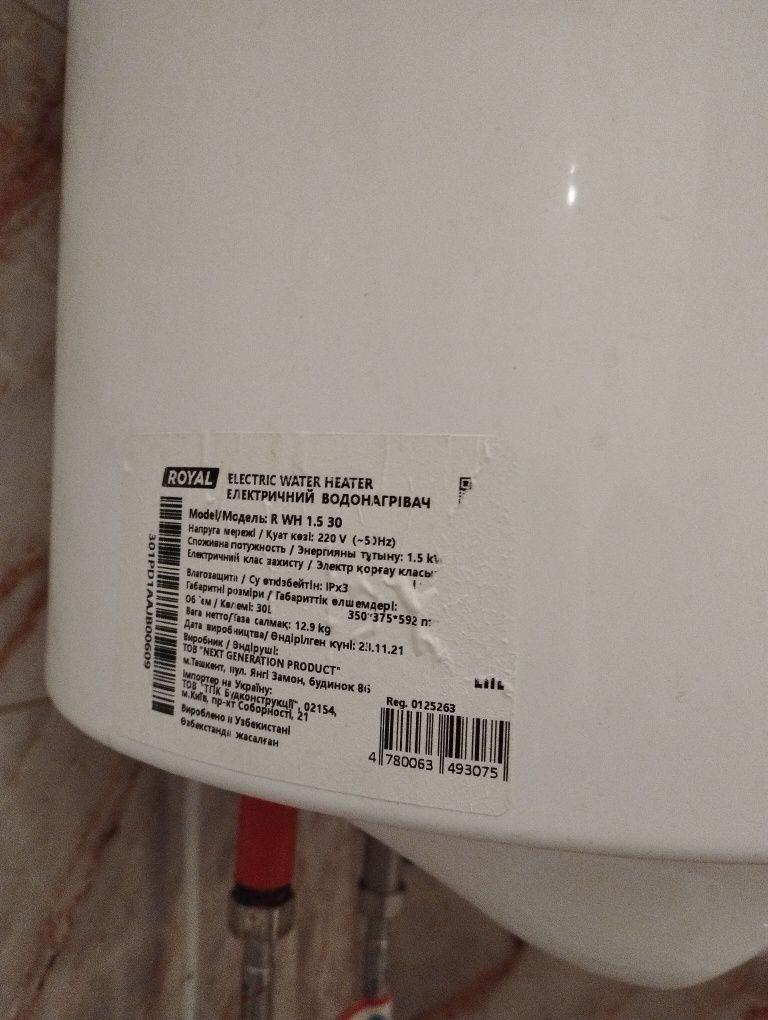 ROYAL
ELECTRIC WATER HEATER
ЕЛЕКТРИЧНИЙ ВОДОНАГРІВАЧ
Model/Модель: R WH 1.5 30
Напруга мережі / Қуат көзі: 220 V (~50Hz)
Споживна потужність / Энергияны тұтыну: 1.5 k
Електричний клас захисту / Электр қорғау класы
Влагозащити / Су өткізбейтін: IPx3
Габаритні розміри / Габариттік өлшемдері:
350*375*592 m
Об`єм / Көлемі: 30L
Вага нетто/Таза салмақ: 12.9 kg
Дата виробництва/ Өндірілген күні: .11.21
Виробник / Өндіруші:
ТОВ "NEXT GENERATION PRODUCT"
м.Ташкент, вул. Янгі Замон, будинок 8б
Імпортер на Україну:
ТОВ "ТПК Будконструкції", 02154,
м.Київ, пр-кт Соборності, 21
Вироблено в Узбекистані
Өзбекстанда жасалған
301PD1AAJB00609
Reg. 0125263
4 780063 493075